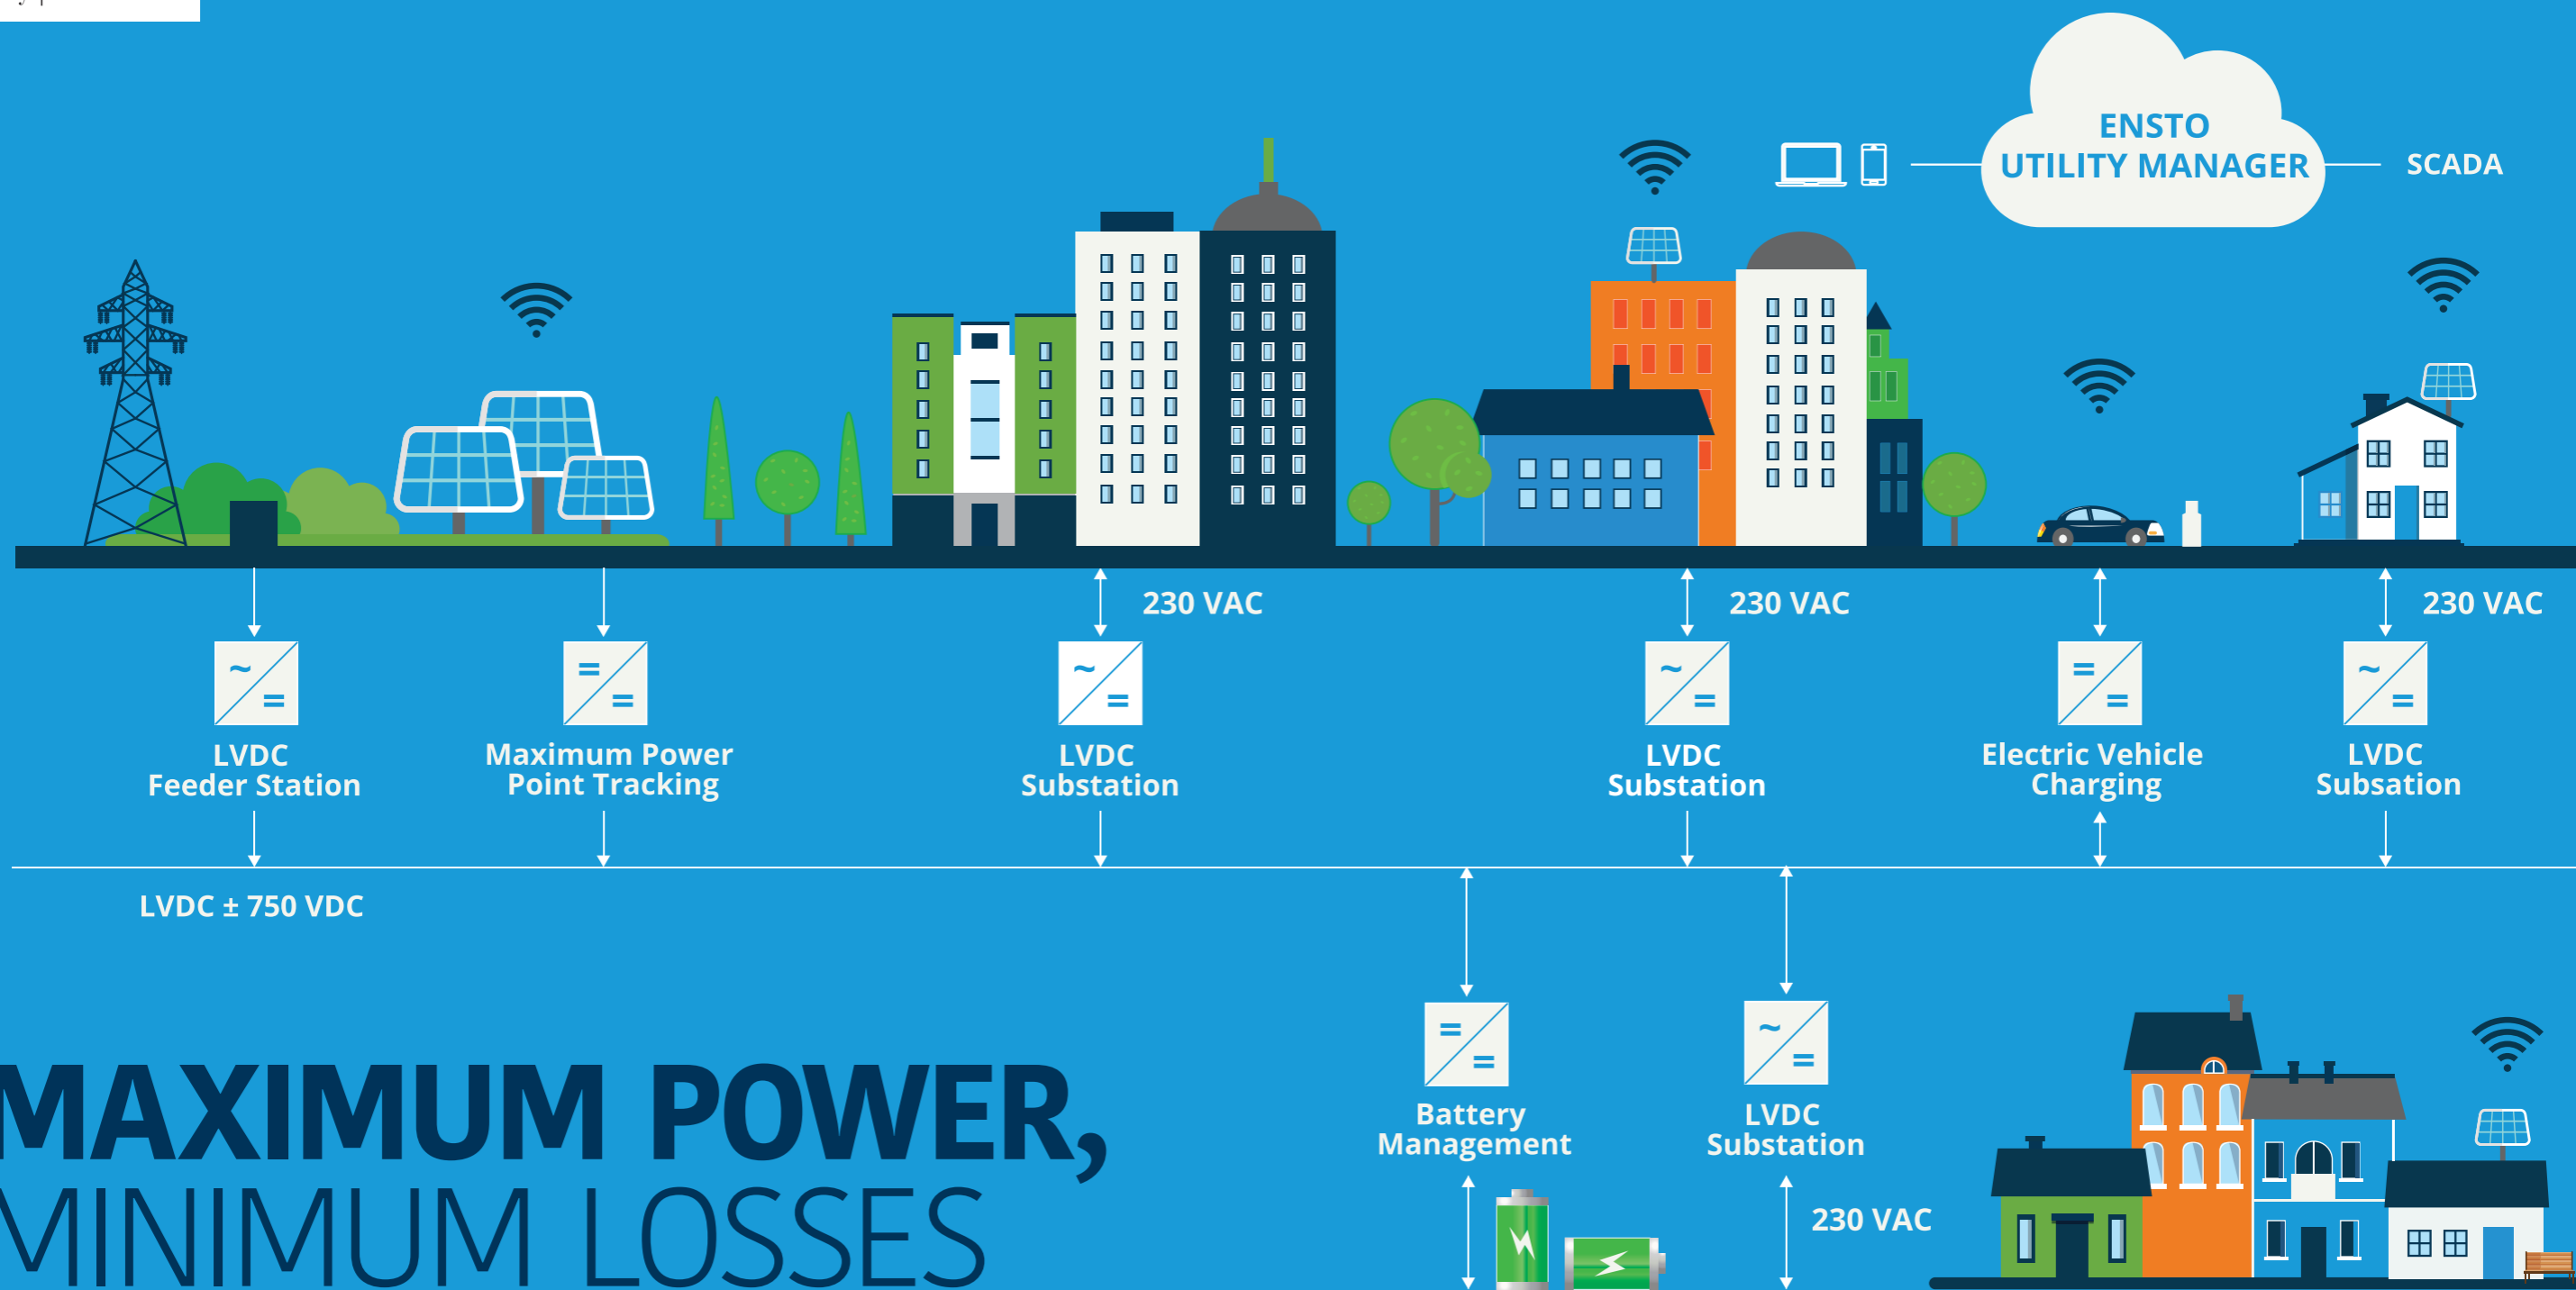 ENSTO
UTILITY MANAGER
SCADA
230 VAC
230 VAC
230 VAC
~
=
=
=
~
=
~
=
=
=
~
=
LVDC
Feeder Station
Maximum Power
Point Tracking
LVDC
Substation
LVDC
Substation
Electric Vehicle
Charging
LVDC
Subsation
LVDC ± 750 VDC
=
=
~
=
Battery
Management
LVDC
Substation
230 VAC
MAXIMUM POWER,
MINIMUM LOSSES